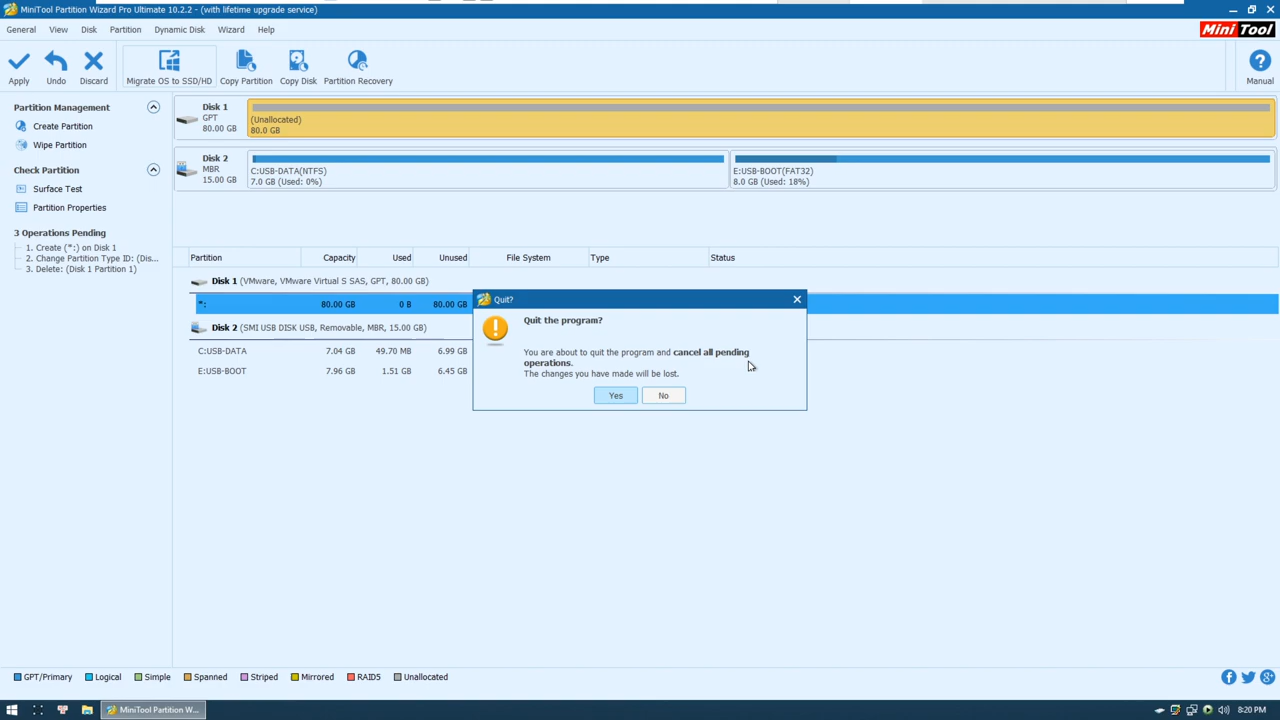 MiniTool Partition Wizard Pro Ultimate 10.2.2 - (with lifetime upgrade service)
General View Disk Partition Dynamic Disk Wizard Help
Mini Tool
Apply Undo Discard Migrate OS to SSD/HD Copy Partition Copy Disk Partition Recovery Manual
Partition Management
Create Partition
Wipe Partition
Check Partition
Surface Test
Partition Properties
3 Operations Pending
1. Create (*:) on Disk 1
2. Change Partition Type ID: (Dis...
3. Delete: (Disk 1 Partition 1)
Disk 1
GPT
80.00 GB
(Unallocated)
80.0 GB
Disk 2
MBR
15.00 GB
C:USB-DATA(NTFS)
7.0 GB (Used: 0%)
E:USB-BOOT(FAT32)
8.0 GB (Used: 18%)
Partition Capacity Used Unused File System Type Status
Disk 1 (VMware, VMware Virtual S SAS, GPT, 80.00 GB)
*: 80.00 GB 0 B 80.00 GB
Disk 2 (SMI USB DISK USB, Removable, MBR, 15.00 GB)
C:USB-DATA 7.04 GB 49.70 MB 6.99 GB
E:USB-BOOT 7.96 GB 1.51 GB 6.45 GB
Quit?
Quit the program?
You are about to quit the program and cancel all pending
operations.
The changes you have made will be lost.
Yes No
GPT/Primary Logical Simple Spanned Striped Mirrored RAID5 Unallocated
MiniTool Partition W...
8:20 PM